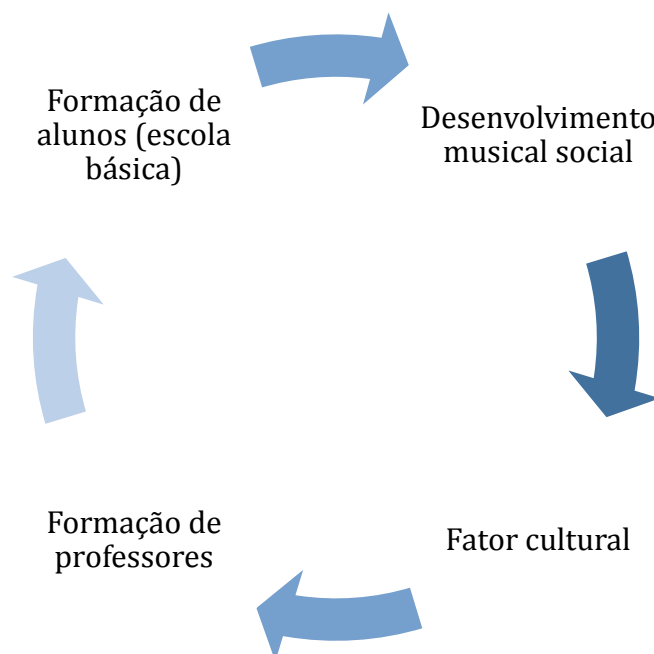 Formação de
alunos (escola
básica)
Desenvolvimento
musical social
Fator cultural
Formação de
professores